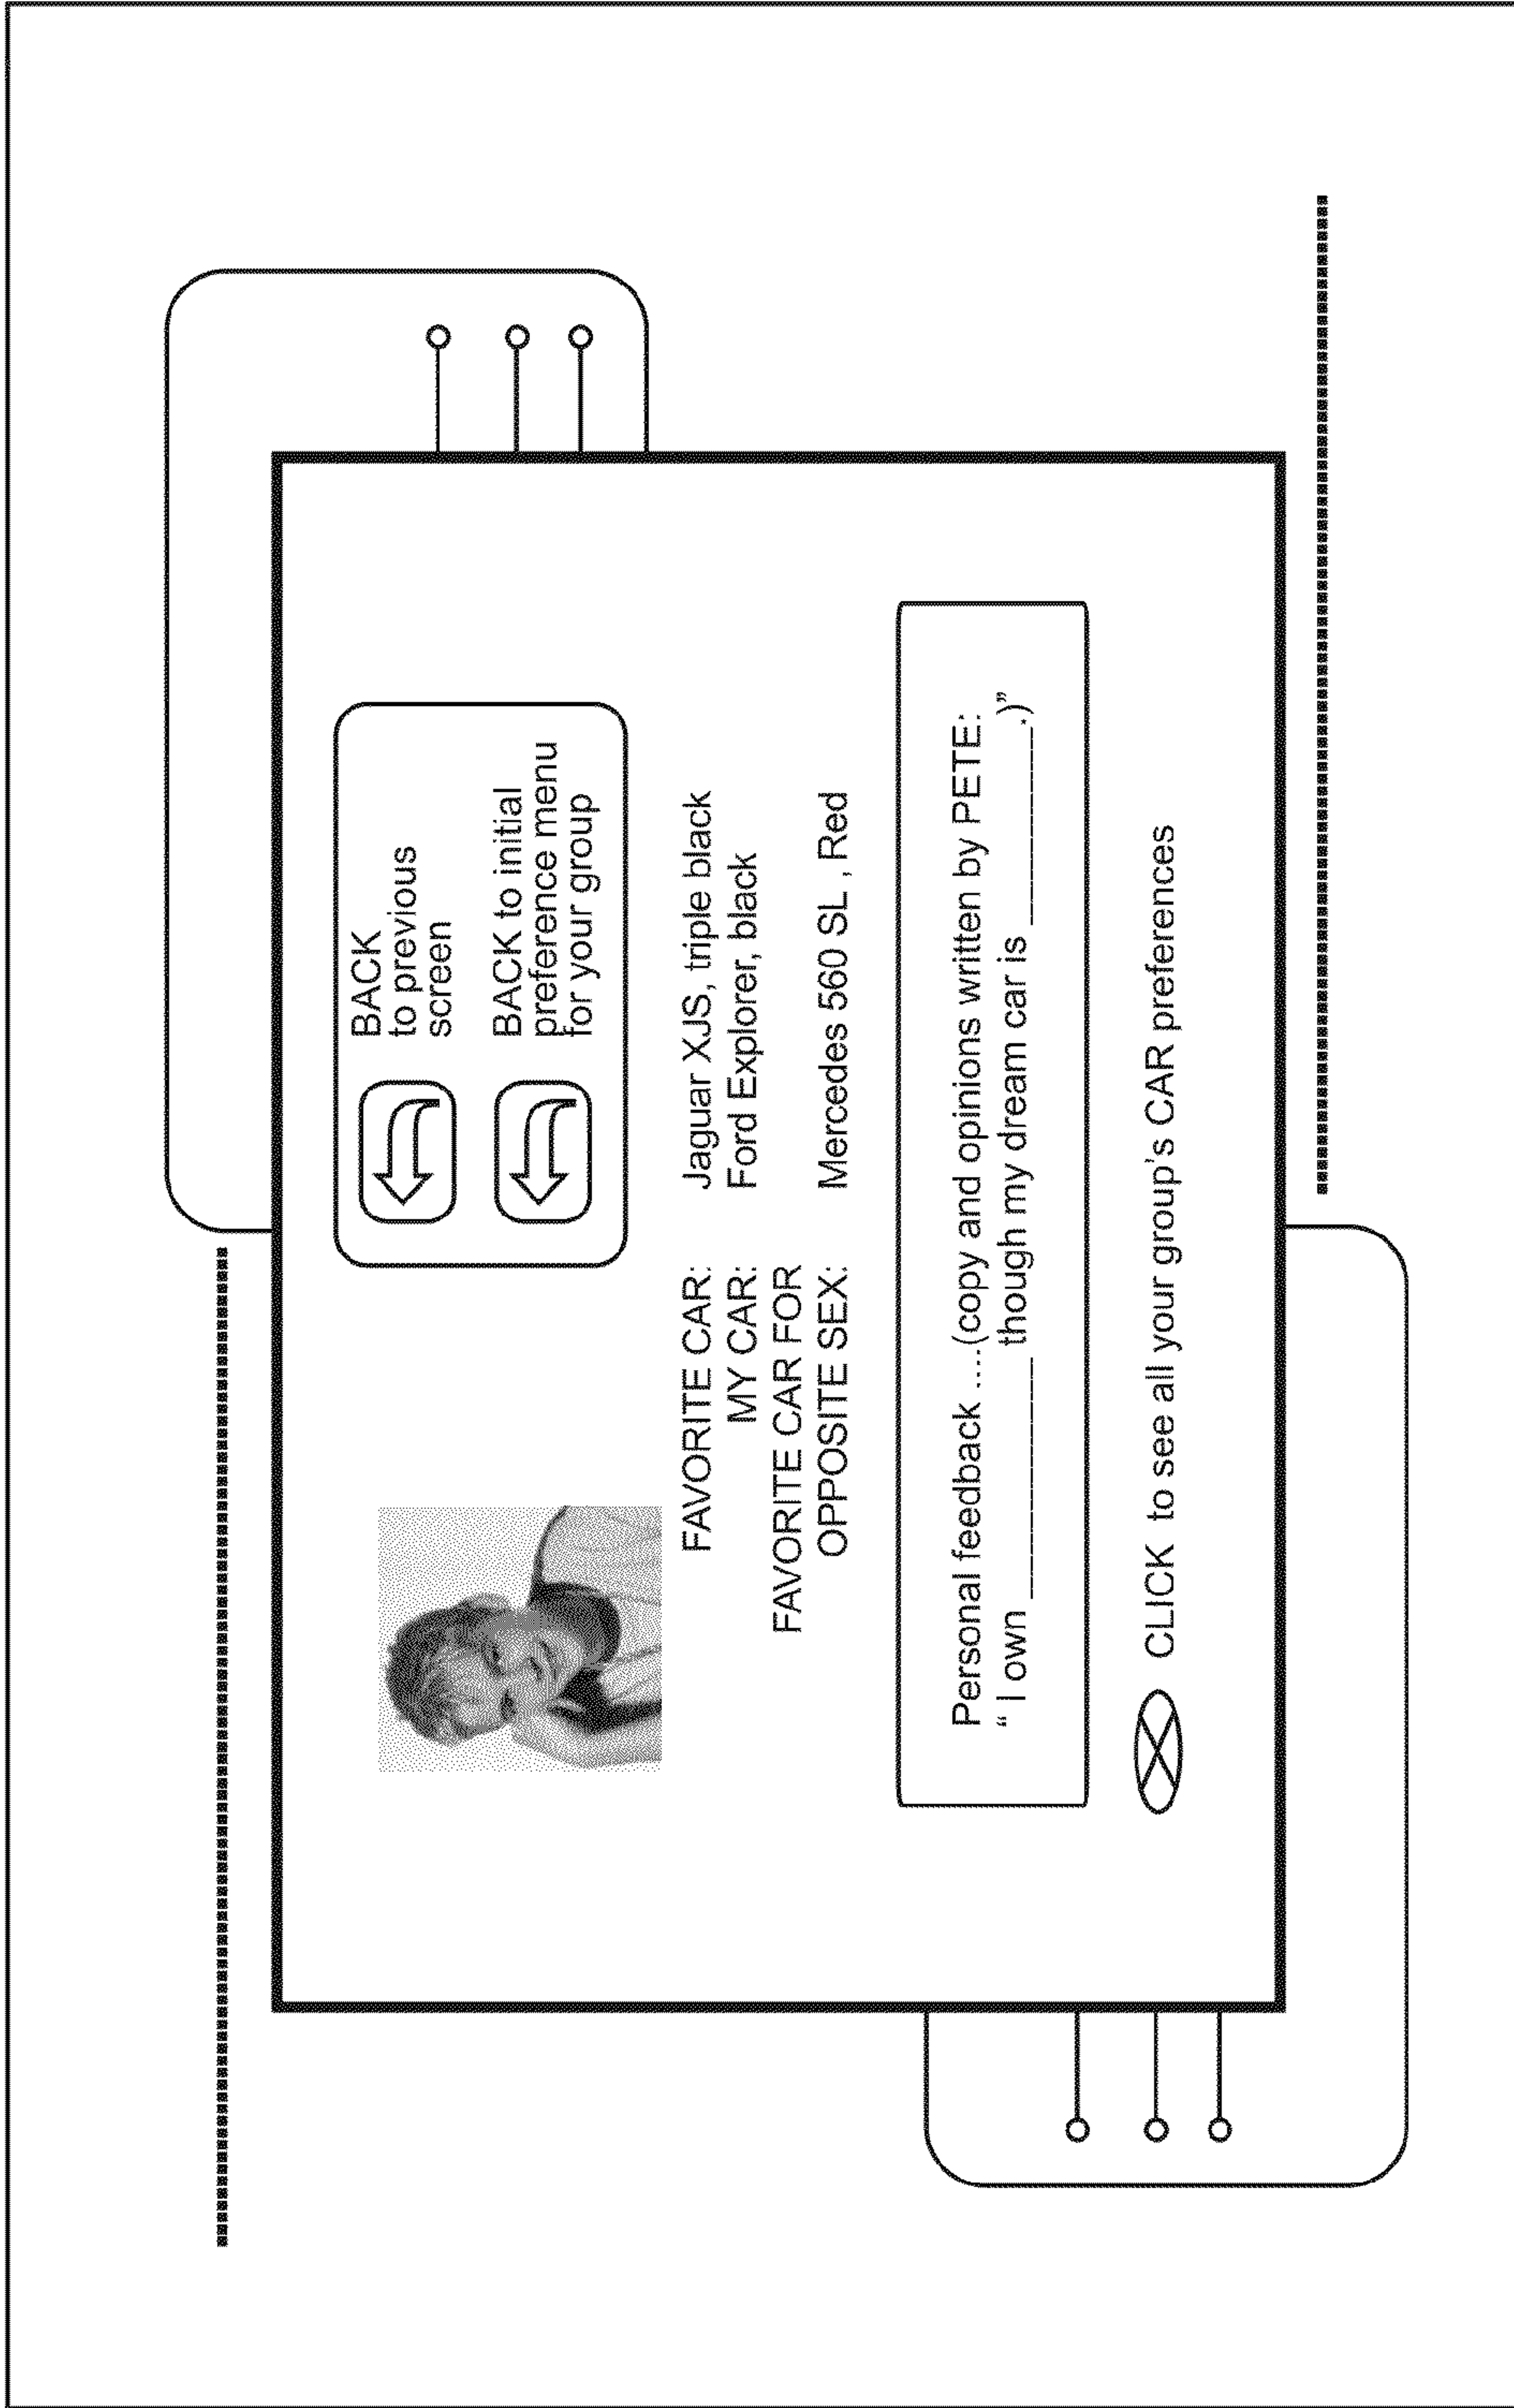 BACK
to previous
screen
BACK to initial
preference menu
for your group
FAVORITE CAR: Jaguar XJS, triple black
MY CAR: Ford Explorer, black
FAVORITE CAR FOR
OPPOSITE SEX: Mercedes 560 SL , Red
Personal feedback ....(copy and opinions written by PETE:
“ I own ____________ though my dream car is __________.)”
CLICK to see all your group's CAR preferences